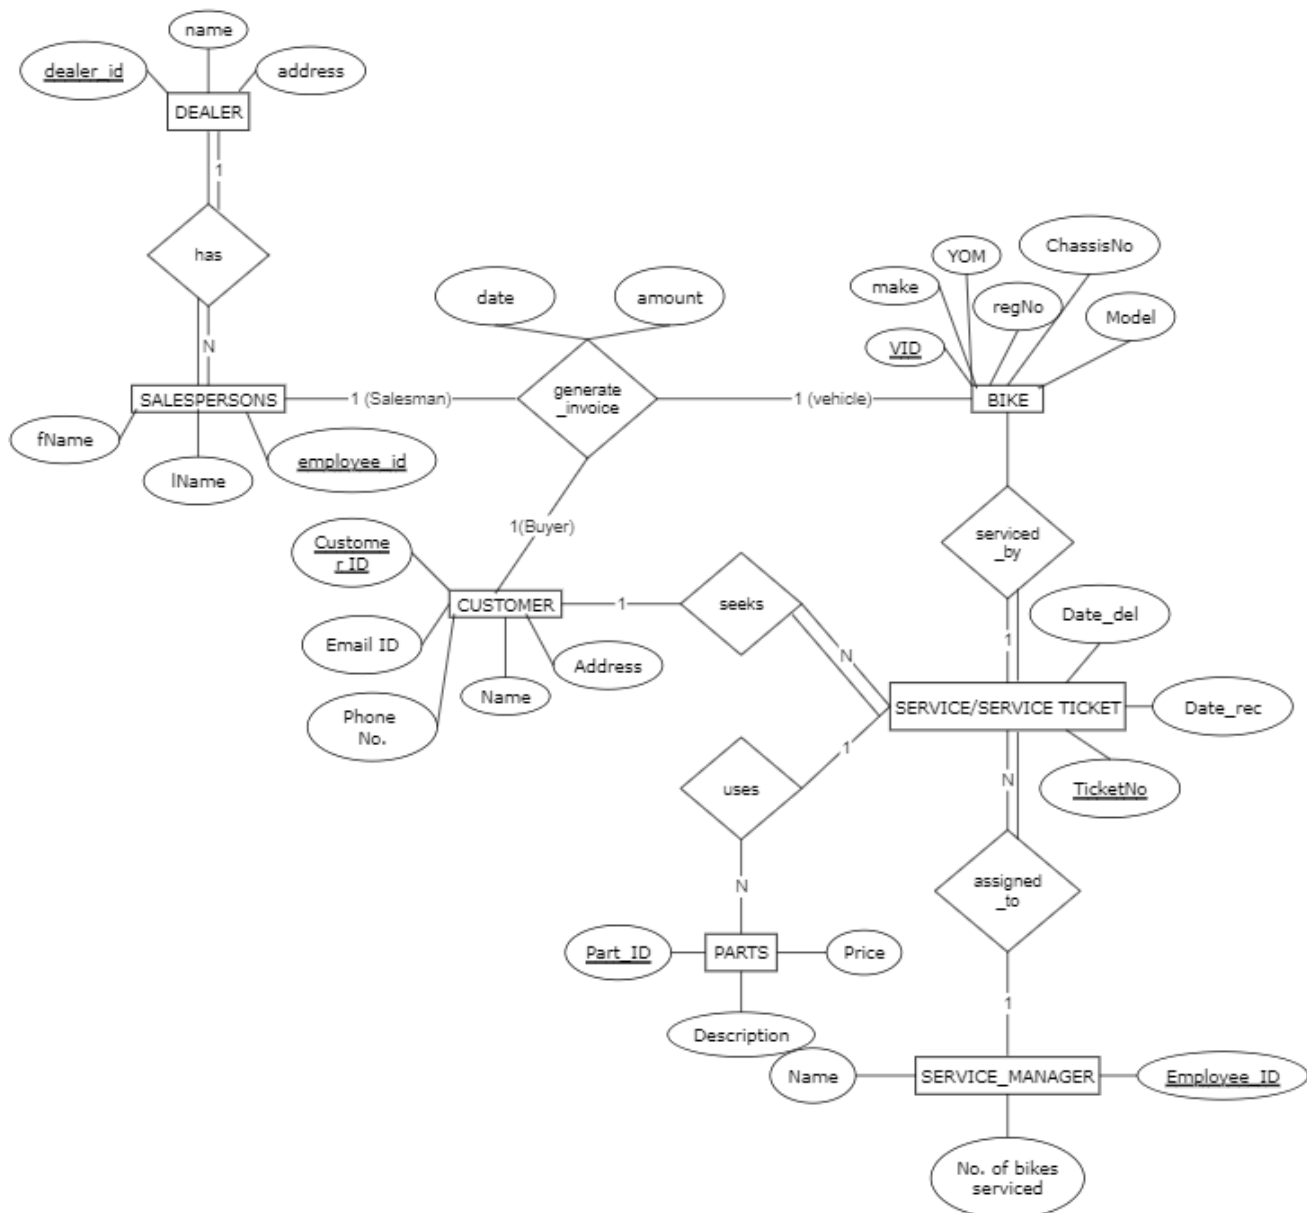 name
dealer_id
address
DEALER
1
has
N
SALESPERSONS
fName
lName
employee_id
date
amount
1 (Salesman)
generate
_invoice
1 (vehicle)
1(Buyer)
make
YOM
ChassisNo
regNo
VID
Model
BIKE
serviced
_by
1
Custome
r ID
CUSTOMER
Email ID
Name
Address
Phone
No.
1
seeks
N
Date_del
SERVICE/SERVICE TICKET
Date_rec
TicketNo
1
uses
N
N
assigned
_to
1
Part_ID
PARTS
Price
Description
Name
SERVICE_MANAGER
Employee_ID
No. of bikes
serviced